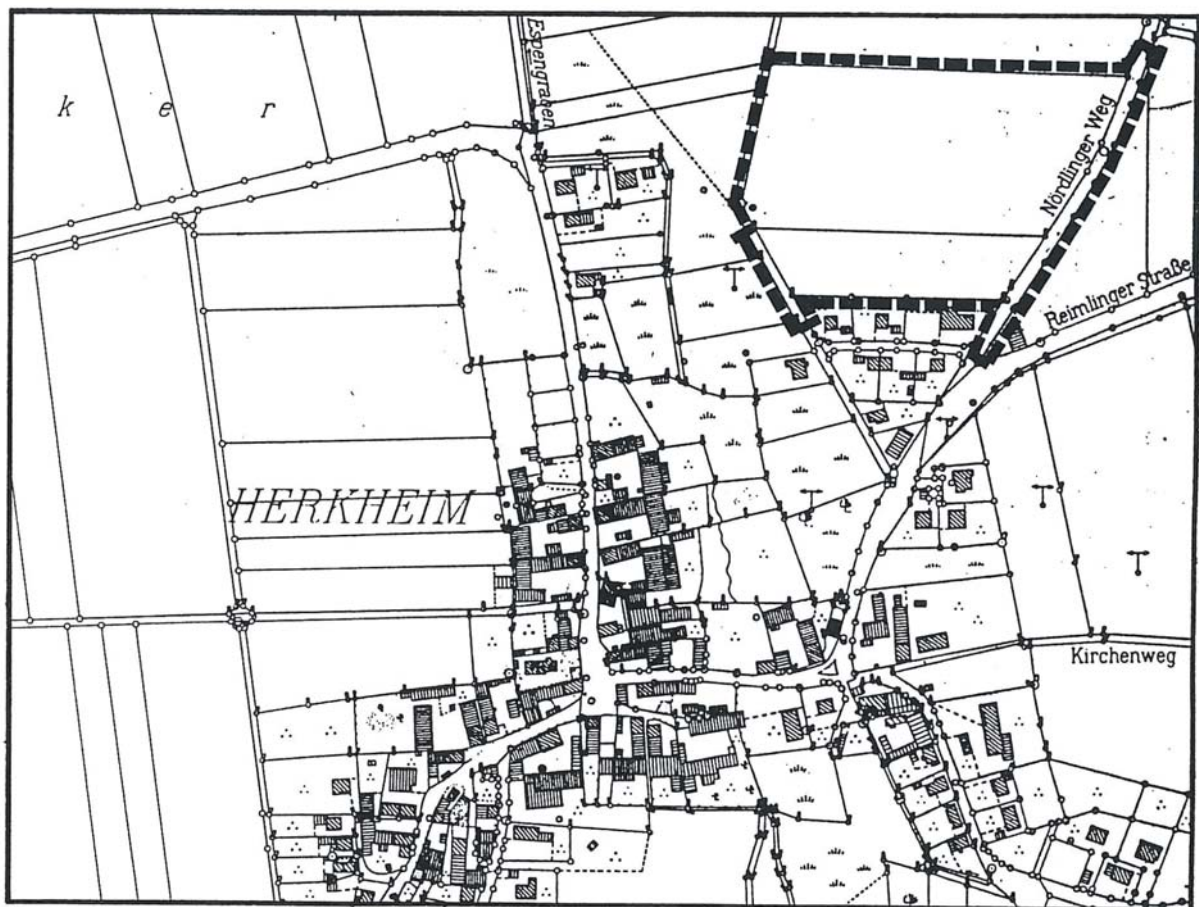 k e r
Espengraben
Nördlinger Weg
Reimlinger Straße
HERKHEIM
Kirchenweg